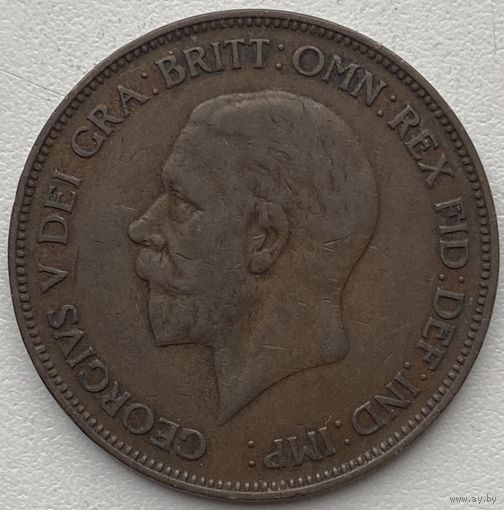 GEORGIVS V DEI GRA: BRITT: OMN: REX FID: DEF: IND: IMP:
www.ay.by